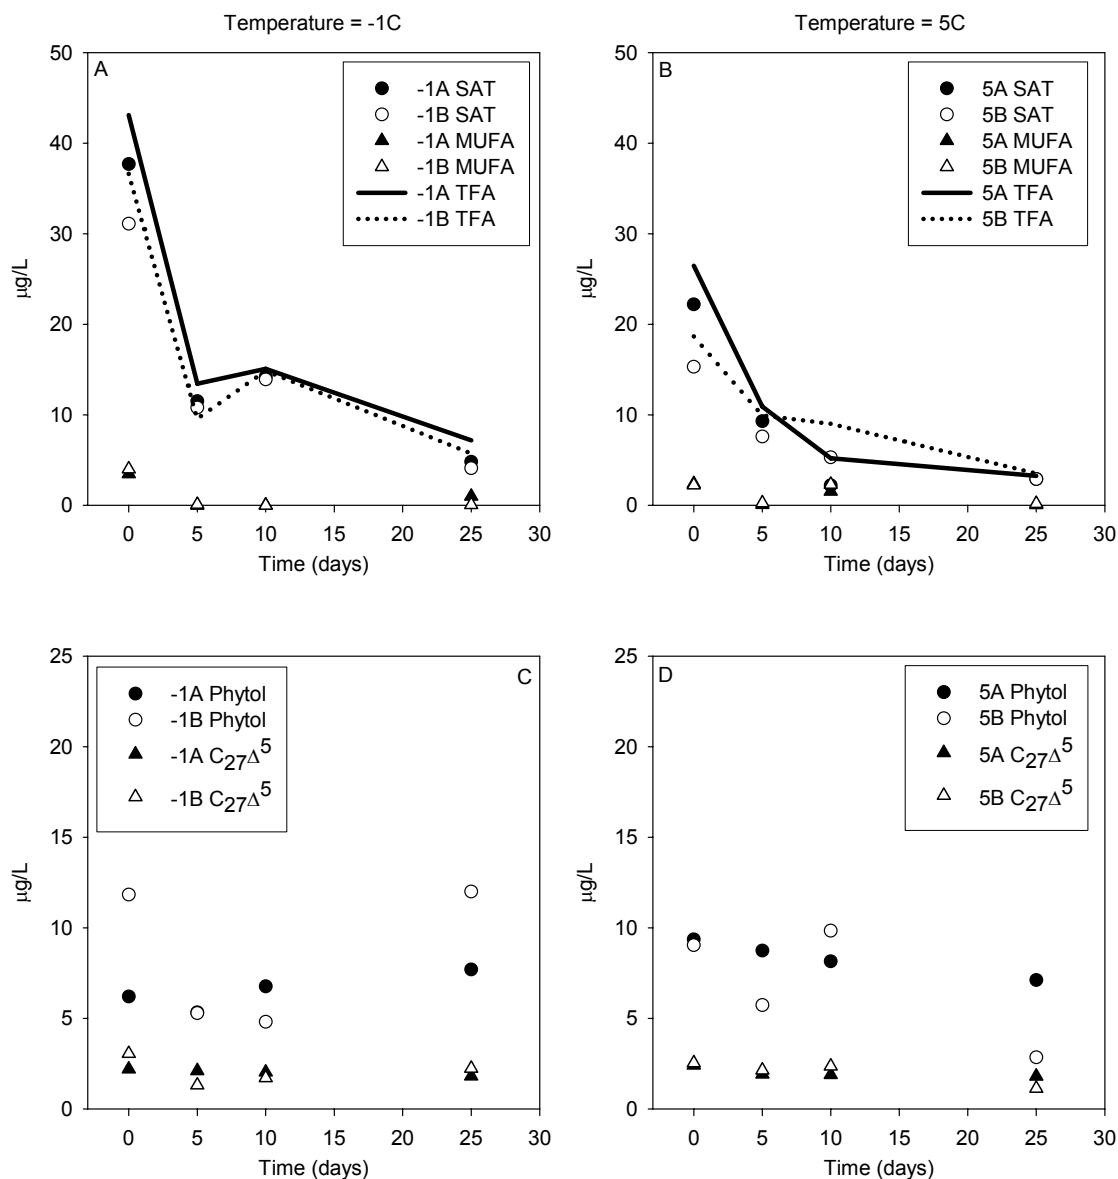 Temperature = -1C
Temperature = 5C
A
-1A SAT
-1B SAT
-1A MUFA
-1B MUFA
-1A TFA
-1B TFA
50
40
30
20
10
0
µg/L
0 5 10 15 20 25 30
Time (days)
B
5A SAT
5B SAT
5A MUFA
5B MUFA
5A TFA
5B TFA
50
40
30
20
10
0
µg/L
0 5 10 15 20 25 30
Time (days)
C
-1A Phytol
-1B Phytol
-1A C27Δ5
-1B C27Δ5
25
20
15
10
5
0
µg/L
0 5 10 15 20 25 30
Time (days)
D
5A Phytol
5B Phytol
5A C27Δ5
5B C27Δ5
25
20
15
10
5
0
µg/L
0 5 10 15 20 25 30
Time (days)